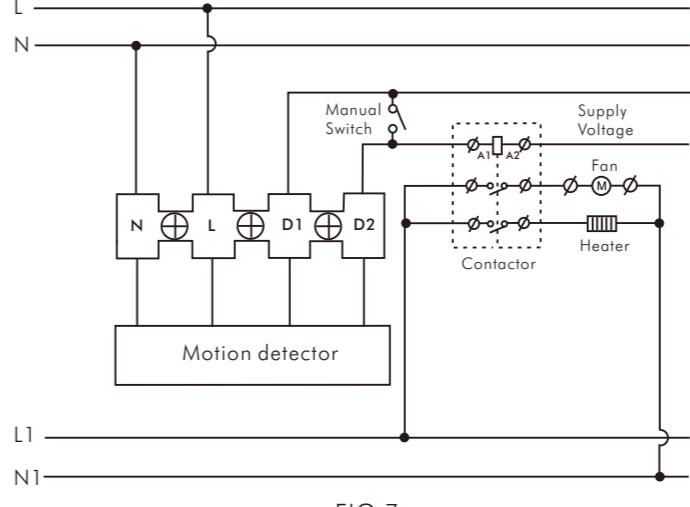 L
N
Manual
Switch
Supply
Voltage
A1 A2
Fan
M
N L D1 D2
Heater
Contactor
Motion detector
L1
N1